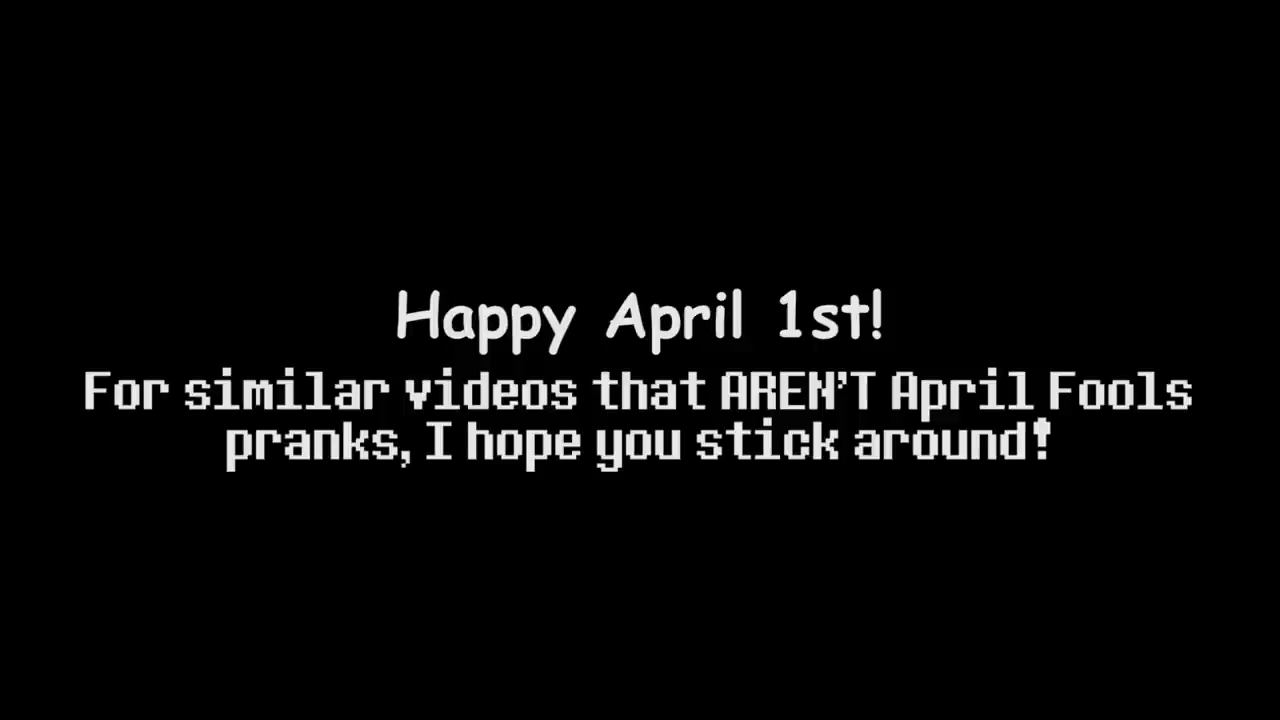 Happy April 1st!
For similar videos that AREN'T April Fools
pranks, I hope you stick around!